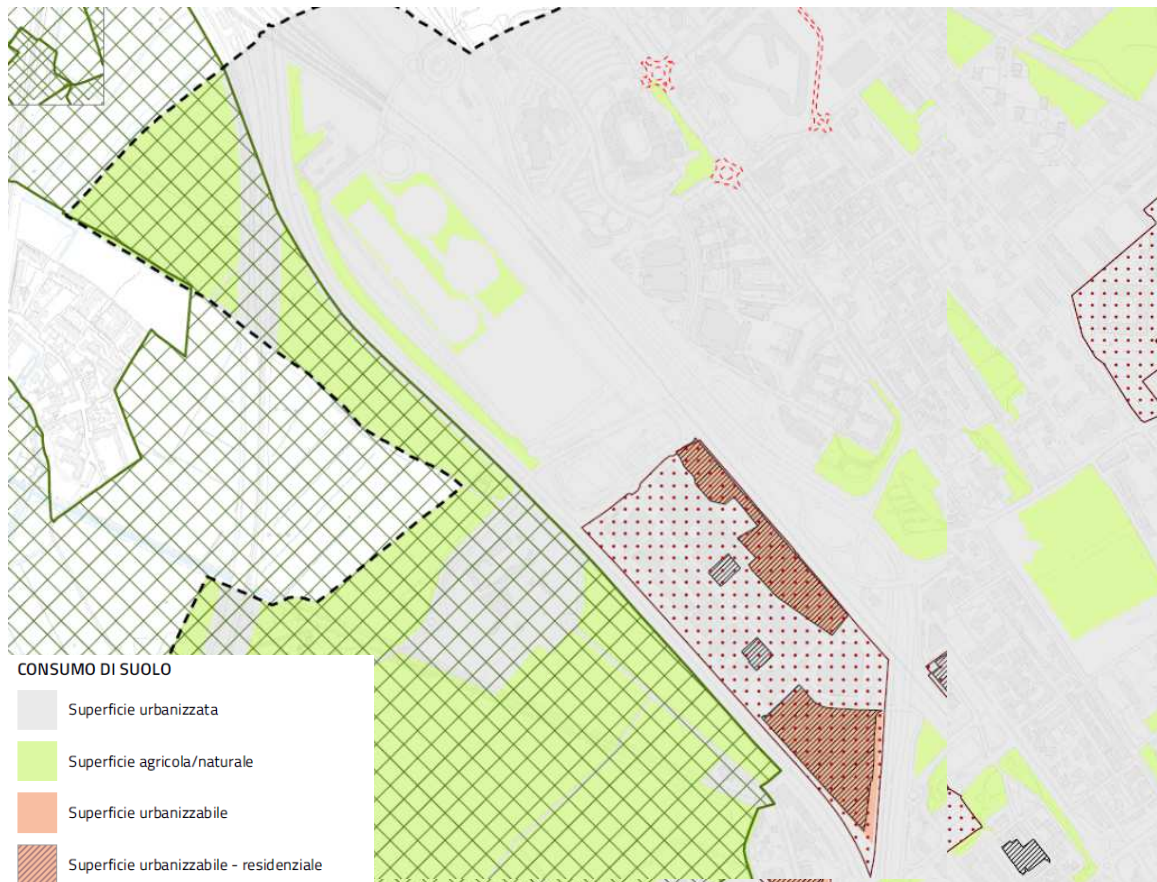 CONSUMO DI SUOLO
Superficie urbanizzata
Superficie agricola/naturale
Superficie urbanizzabile
Superficie urbanizzabile - residenziale